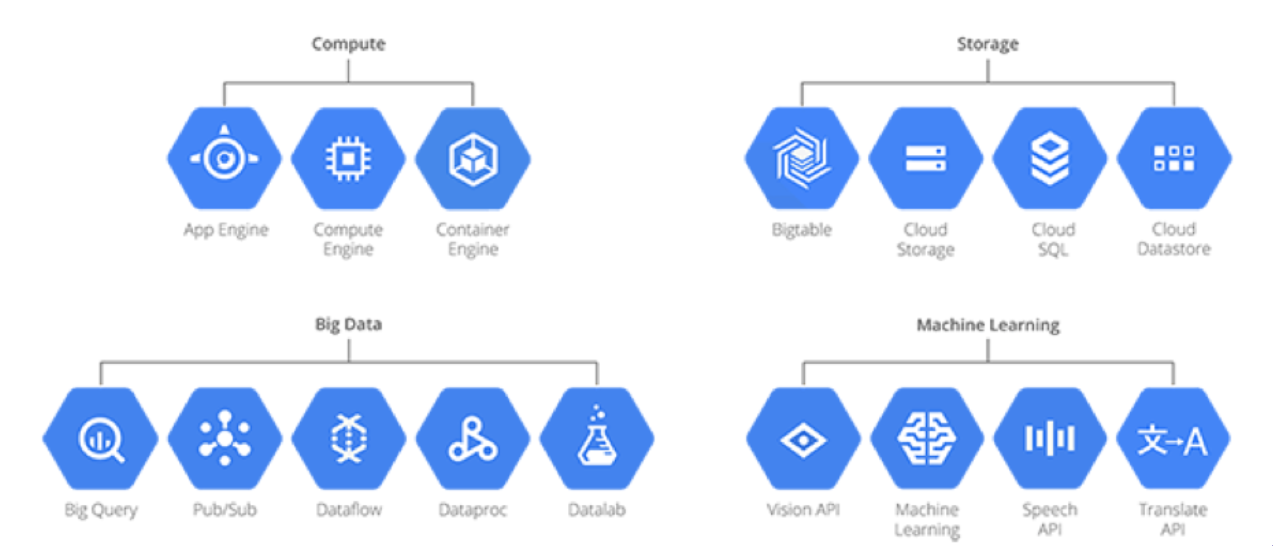 Compute
App Engine
Compute
Engine
Container
Engine
Storage
Bigtable
Cloud
Storage
Cloud
SQL
Cloud
Datastore
Big Data
Big Query
Pub/Sub
Dataflow
Dataproc
Datalab
Machine Learning
Vision API
Machine
Learning
Speech
API
文→A
Translate
API